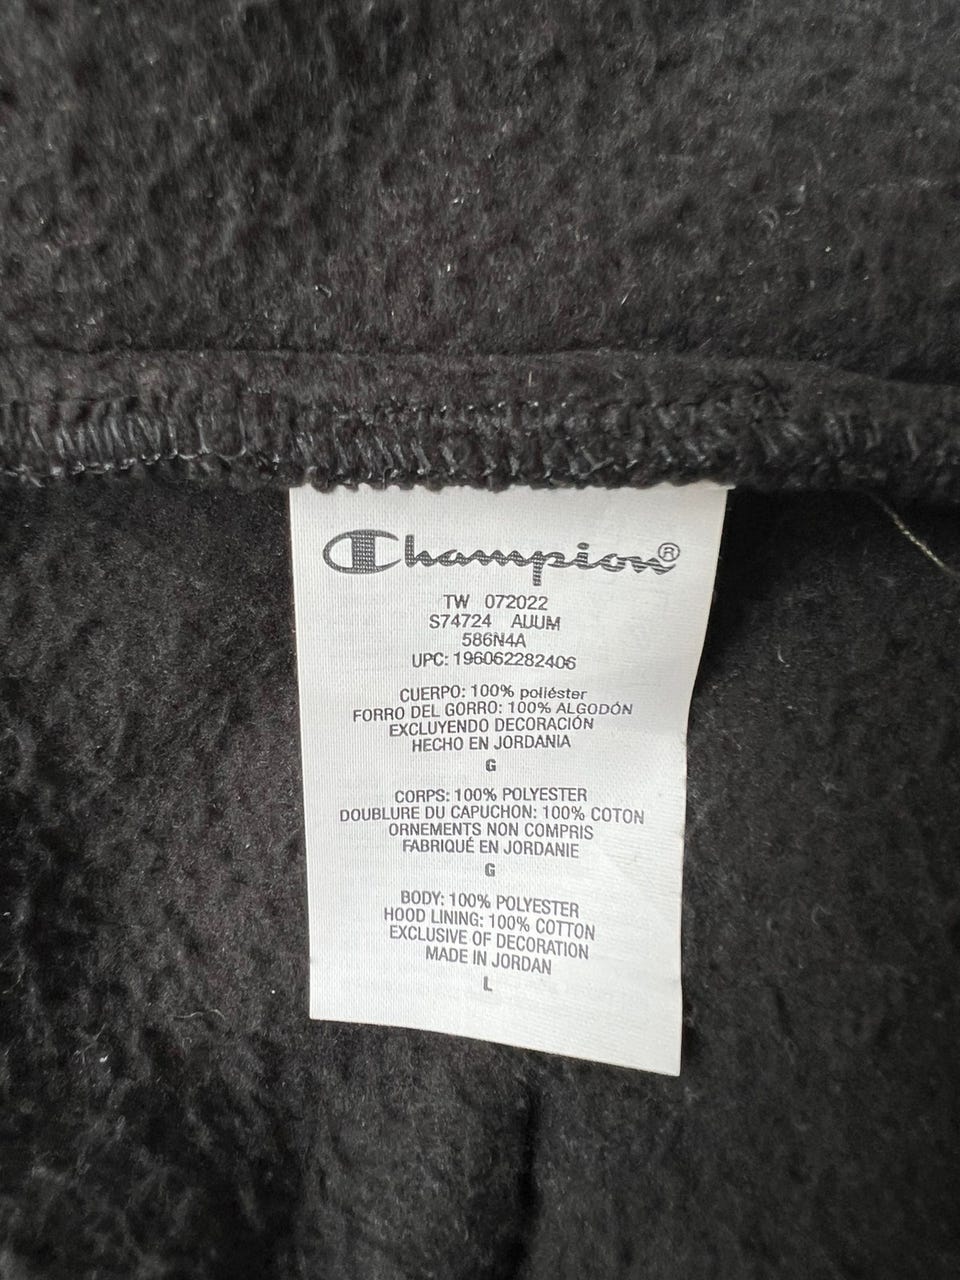 Champion®
TW 072022
S74724 AUUM
586N4A
UPC: 196062282406
CUERPO: 100% poliéster
FORRO DEL GORRO: 100% ALGODÓN
EXCLUYENDO DECORACIÓN
HECHO EN JORDANIA
G
CORPS: 100% POLYESTER
DOUBLURE DU CAPUCHON: 100% COTON
ORNEMENTS NON COMPRIS
FABRIQUÉ EN JORDANIE
G
BODY: 100% POLYESTER
HOOD LINING: 100% COTTON
EXCLUSIVE OF DECORATION
MADE IN JORDAN
L